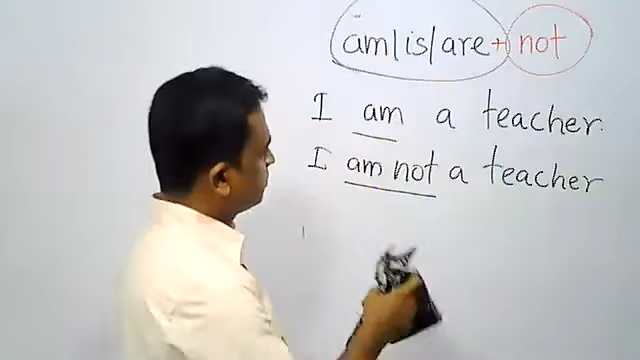 am/is/are + not
I am a teacher.
I am not a teacher